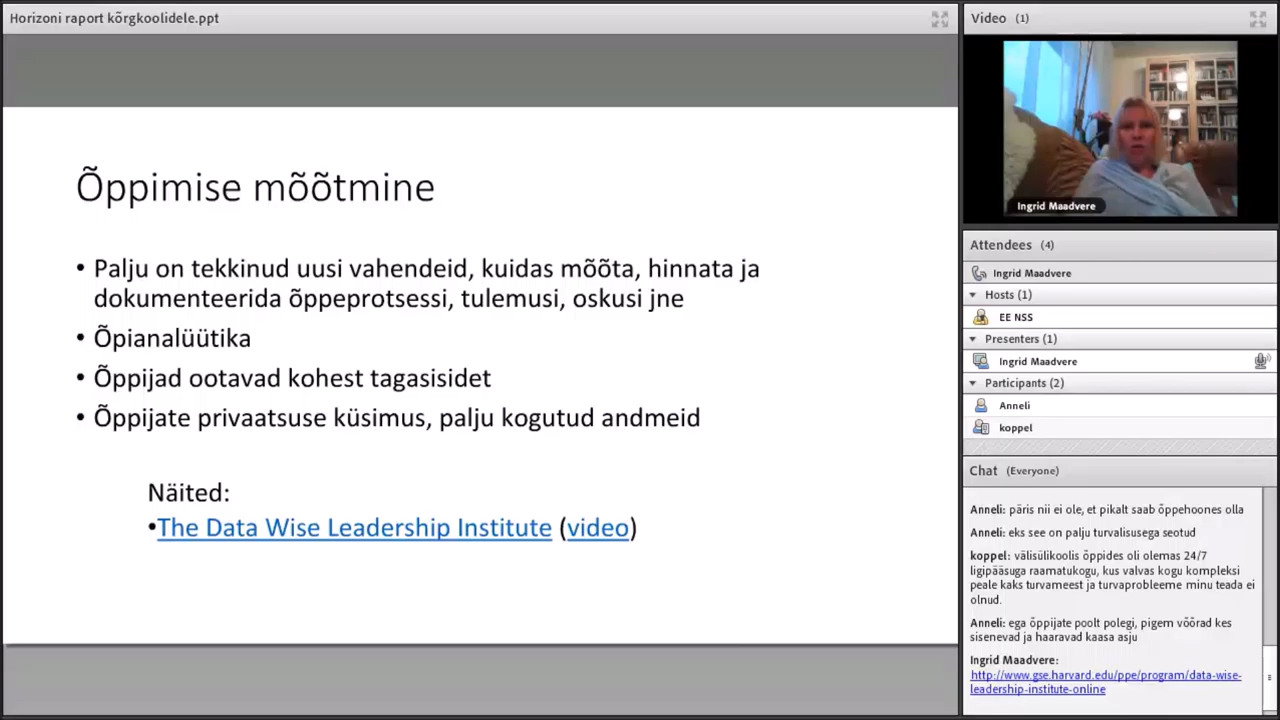 Horizoni raport kõrgkoolidele.ppt
Õppimise mõõtmine
• Palju on tekkinud uusi vahendeid, kuidas mõõta, hinnata ja
dokumenteerida õppeprotsessi, tulemusi, oskusi jne
• Õpianalüütika
• Õppijad ootavad kohest tagasisidet
• Õppijate privaatsuse küsimus, palju kogutud andmeid
Näited:
•The Data Wise Leadership Institute (video)
Video (1)
Ingrid Maadvere
Attendees (4)
Ingrid Maadvere
Hosts (1)
EE NSS
Presenters (1)
Ingrid Maadvere
Participants (2)
Anneli
koppel
Chat (Everyone)
Anneli: päris nii ei ole, et pikalt saab õppehoones olla
Anneli: eks see on palju turvalisusega seotud
koppel: välisülikoolis õppides oli olemas 24/7
ligipääsuga raamatukogu, kus valvas kogu kompleksi
peale kaks turvameest ja turvaprobleeme minu teada ei
olnud.
Anneli: ega õppijate poolt polegi, pigem võõrad kes
sisenevad ja haaravad kaasa asju
Ingrid Maadvere:
http://www.gse.harvard.edu/ppe/program/data-wise-
leadership-institute-online